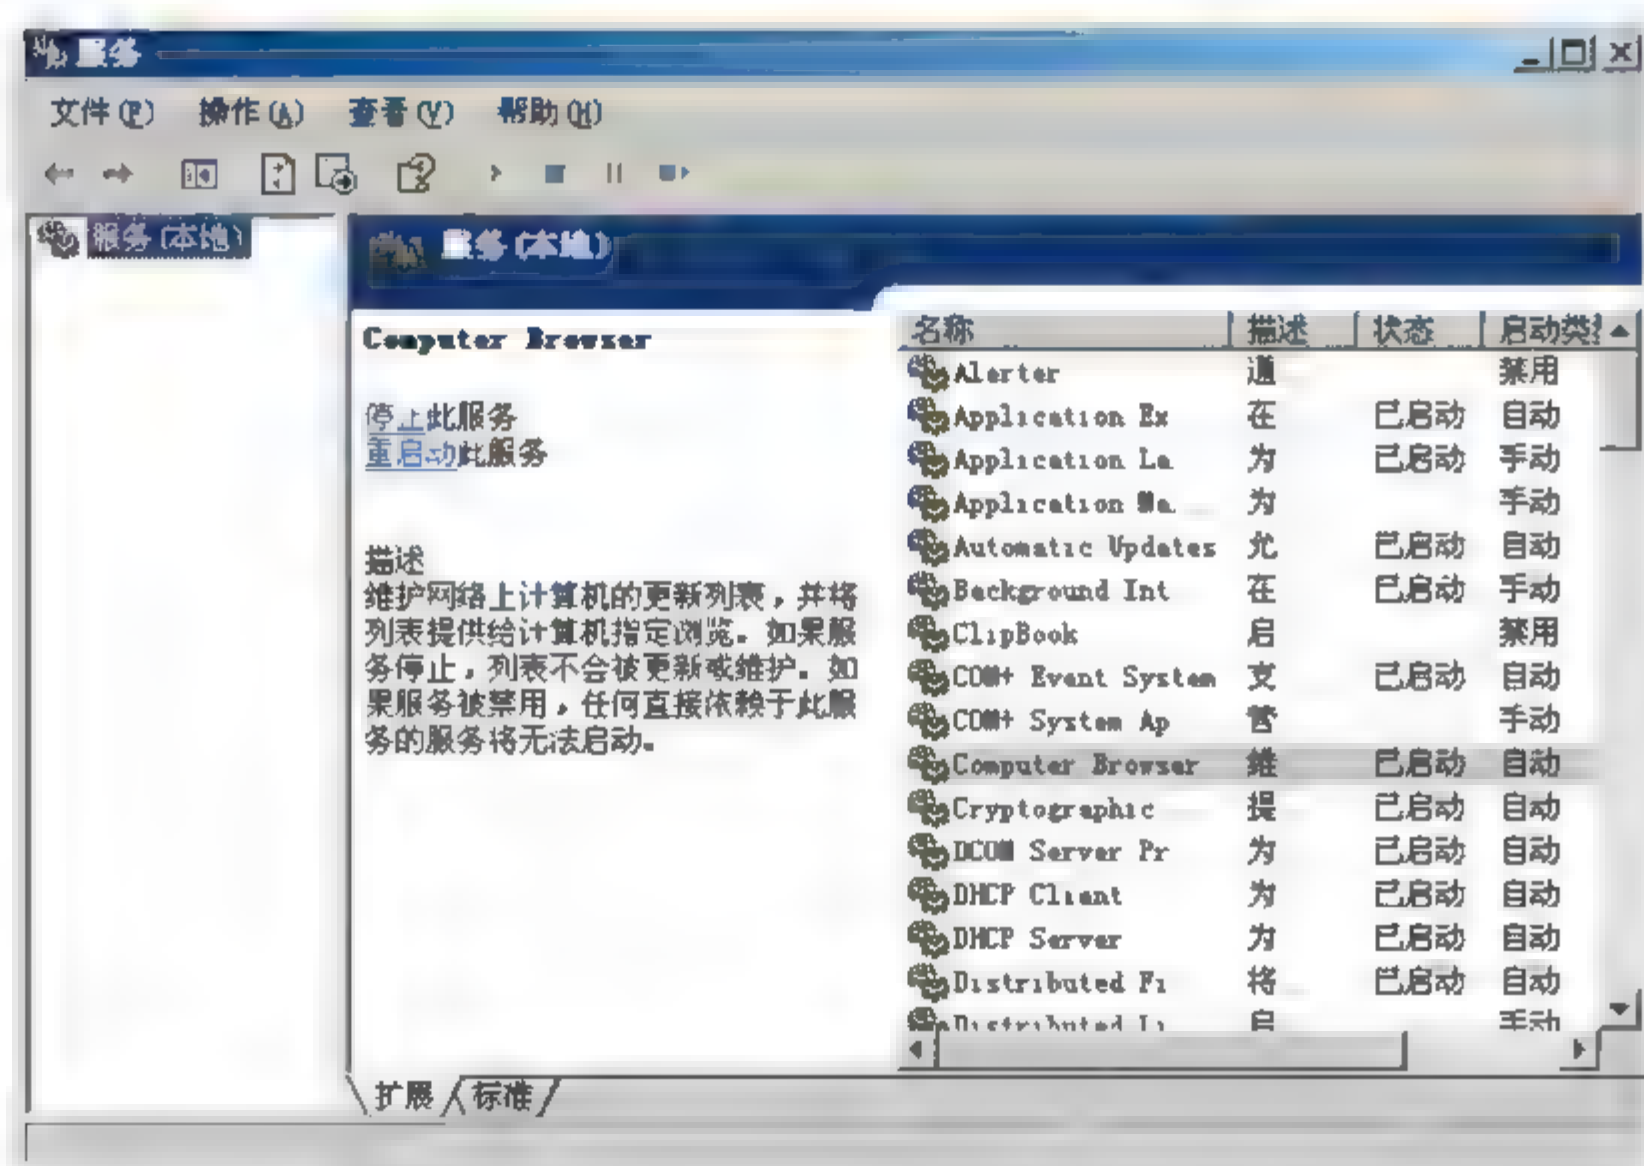 服务
文件(F) 操作(A) 查看(V) 帮助(H)
服务(本地)
服务(本地)
Computer Browser
停止此服务
重启动此服务
描述
维护网络上计算机的更新列表，并将
列表提供给计算机指定浏览。如果服
务停止，列表不会被更新或维护。如
果服务被禁用，任何直接依赖于此服
务的服务将无法启动。
名称 描述 状态 启动类
Alerter 通 禁用
Application Ex 在 已启动 自动
Application La 为 已启动 手动
Application Ma 为 手动
Automatic Updates 允 已启动 自动
Background Int 在 已启动 手动
ClipBook 启 禁用
COM+ Event System 支 已启动 自动
COM+ System Ap 管 手动
Computer Browser 维 已启动 自动
Cryptographic 提 已启动 自动
DCOM Server Pr 为 已启动 自动
DHCP Client 为 已启动 自动
DHCP Server 为 已启动 自动
Distributed Fi 将 已启动 自动
Distributed Li 启 手动
扩展 标准